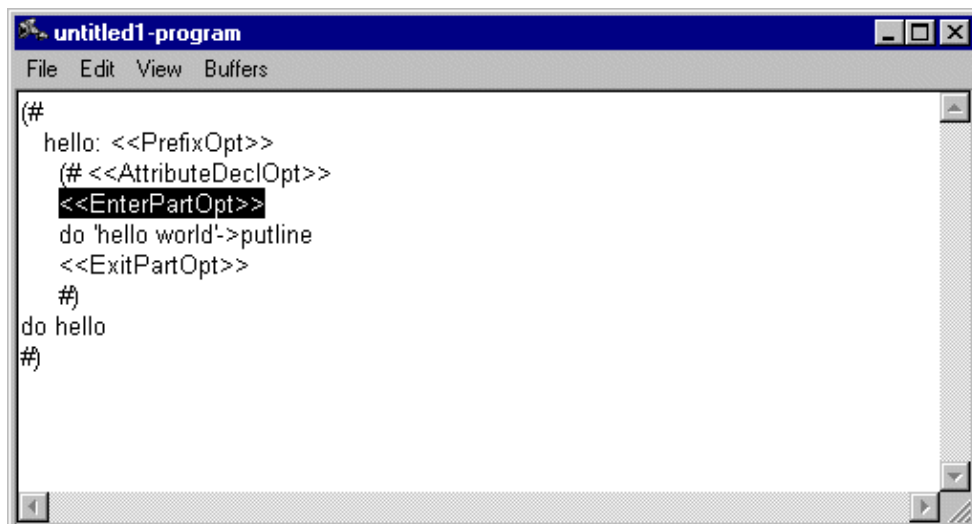 untitled1-program
File Edit View Buffers
(#
hello: <<PrefixOpt>>
(# <<AttributeDeclOpt>>
<<EnterPartOpt>>
do 'hello world'->putline
<<ExitPartOpt>>
#)
do hello
#)